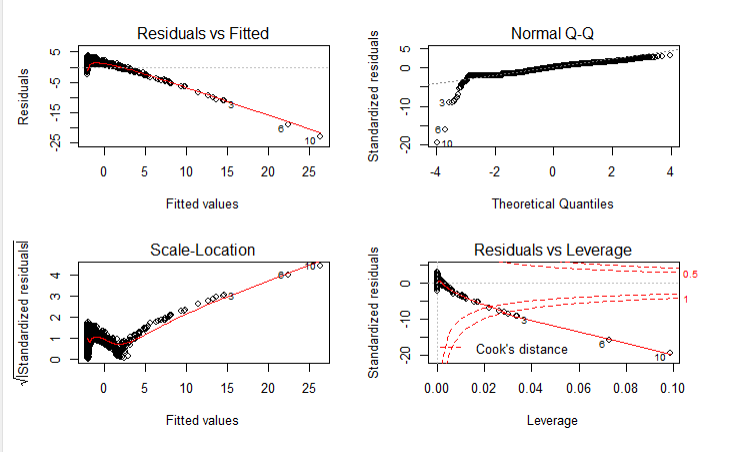 Residuals vs Fitted
Residuals
5
-5
-15
-25
3
6
10
0 5 10 15 20 25
Fitted values
Normal Q-Q
Standardized residuals
5
0
-10
-20
3
6
10
-4 -2 0 2 4
Theoretical Quantiles
Scale-Location
√|Standardized residuals|
4
3
2
1
0
3
6
10
0 5 10 15 20 25
Fitted values
Residuals vs Leverage
Standardized residuals
0
-10
-20
0.5
1
3
6
10
Cook's distance
0.00 0.02 0.04 0.06 0.08 0.10
Leverage